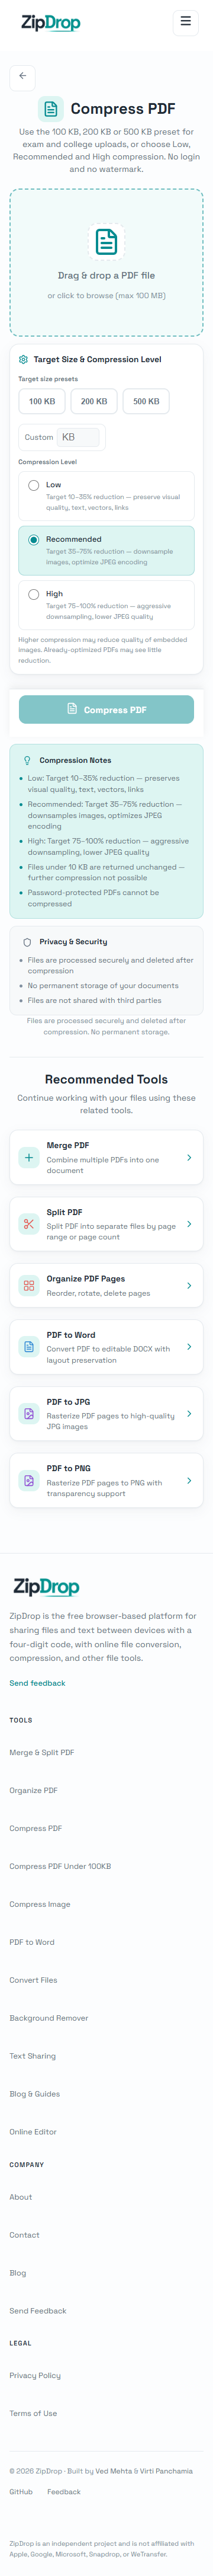 ZipDrop
Compress PDF
Use the 100 KB, 200 KB or 500 KB preset for
exam and college uploads, or choose Low,
Recommended and High compression. No login
and no watermark.
Drag & drop a PDF file
or click to browse (max 100 MB)
Target Size & Compression Level
Target size presets
100 KB
200 KB
500 KB
Custom
KB
Compression Level
Low
Target 10–35% reduction — preserve visual
quality, text, vectors, links
Recommended
Target 35–75% reduction — downsample
images, optimize JPEG encoding
High
Target 75–100% reduction — aggressive
downsampling, lower JPEG quality
Higher compression may reduce quality of embedded
images. Already-optimized PDFs may see little
reduction.
Compress PDF
Compression Notes
Low: Target 10–35% reduction — preserves
visual quality, text, vectors, links
Recommended: Target 35–75% reduction —
downsamples images, optimizes JPEG
encoding
High: Target 75–100% reduction — aggressive
downsampling, lower JPEG quality
Files under 10 KB are returned unchanged —
further compression not possible
Password-protected PDFs cannot be
compressed
Privacy & Security
Files are processed securely and deleted after
compression
No permanent storage of your documents
Files are not shared with third parties
Files are processed securely and deleted after
compression. No permanent storage.
Recommended Tools
Continue working with your files using these
related tools.
Merge PDF
Combine multiple PDFs into one
document
Split PDF
Split PDF into separate files by page
range or page count
Organize PDF Pages
Reorder, rotate, delete pages
PDF to Word
Convert PDF to editable DOCX with
layout preservation
PDF to JPG
Rasterize PDF pages to high-quality
JPG images
PDF to PNG
Rasterize PDF pages to PNG with
transparency support
ZipDrop
ZipDrop is the free browser-based platform for
sharing files and text between devices with a
four-digit code, with online file conversion,
compression, and other file tools.
Send feedback
TOOLS
Merge & Split PDF
Organize PDF
Compress PDF
Compress PDF Under 100KB
Compress Image
PDF to Word
Convert Files
Background Remover
Text Sharing
Blog & Guides
Online Editor
COMPANY
About
Contact
Blog
Send Feedback
LEGAL
Privacy Policy
Terms of Use
© 2026 ZipDrop · Built by Ved Mehta & Virti Panchamia
GitHub
Feedback
ZipDrop is an independent project and is not affiliated with
Apple, Google, Microsoft, Snapdrop, or WeTransfer.